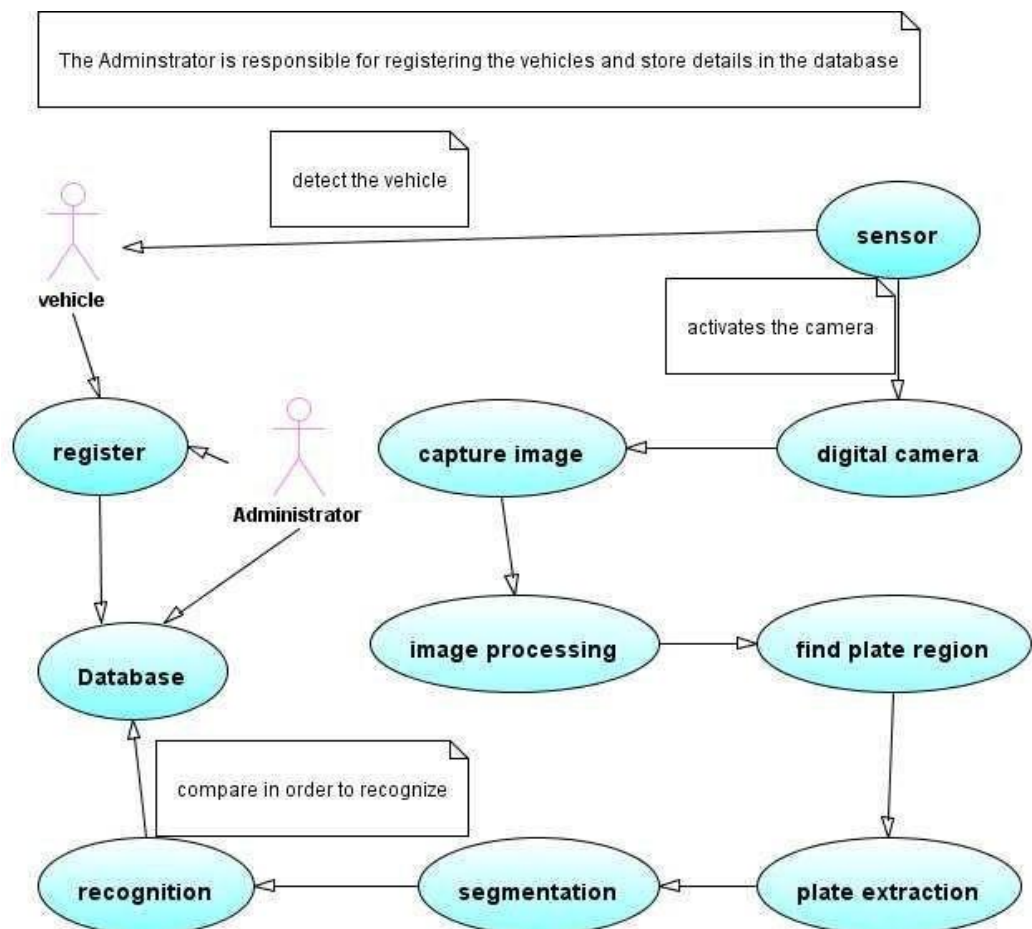 The Adminstrator is responsible for registering the vehicles and store details in the database
detect the vehicle
sensor
vehicle
activates the camera
register
capture image
digital camera
Administrator
image processing
find plate region
Database
compare in order to recognize
recognition
segmentation
plate extraction